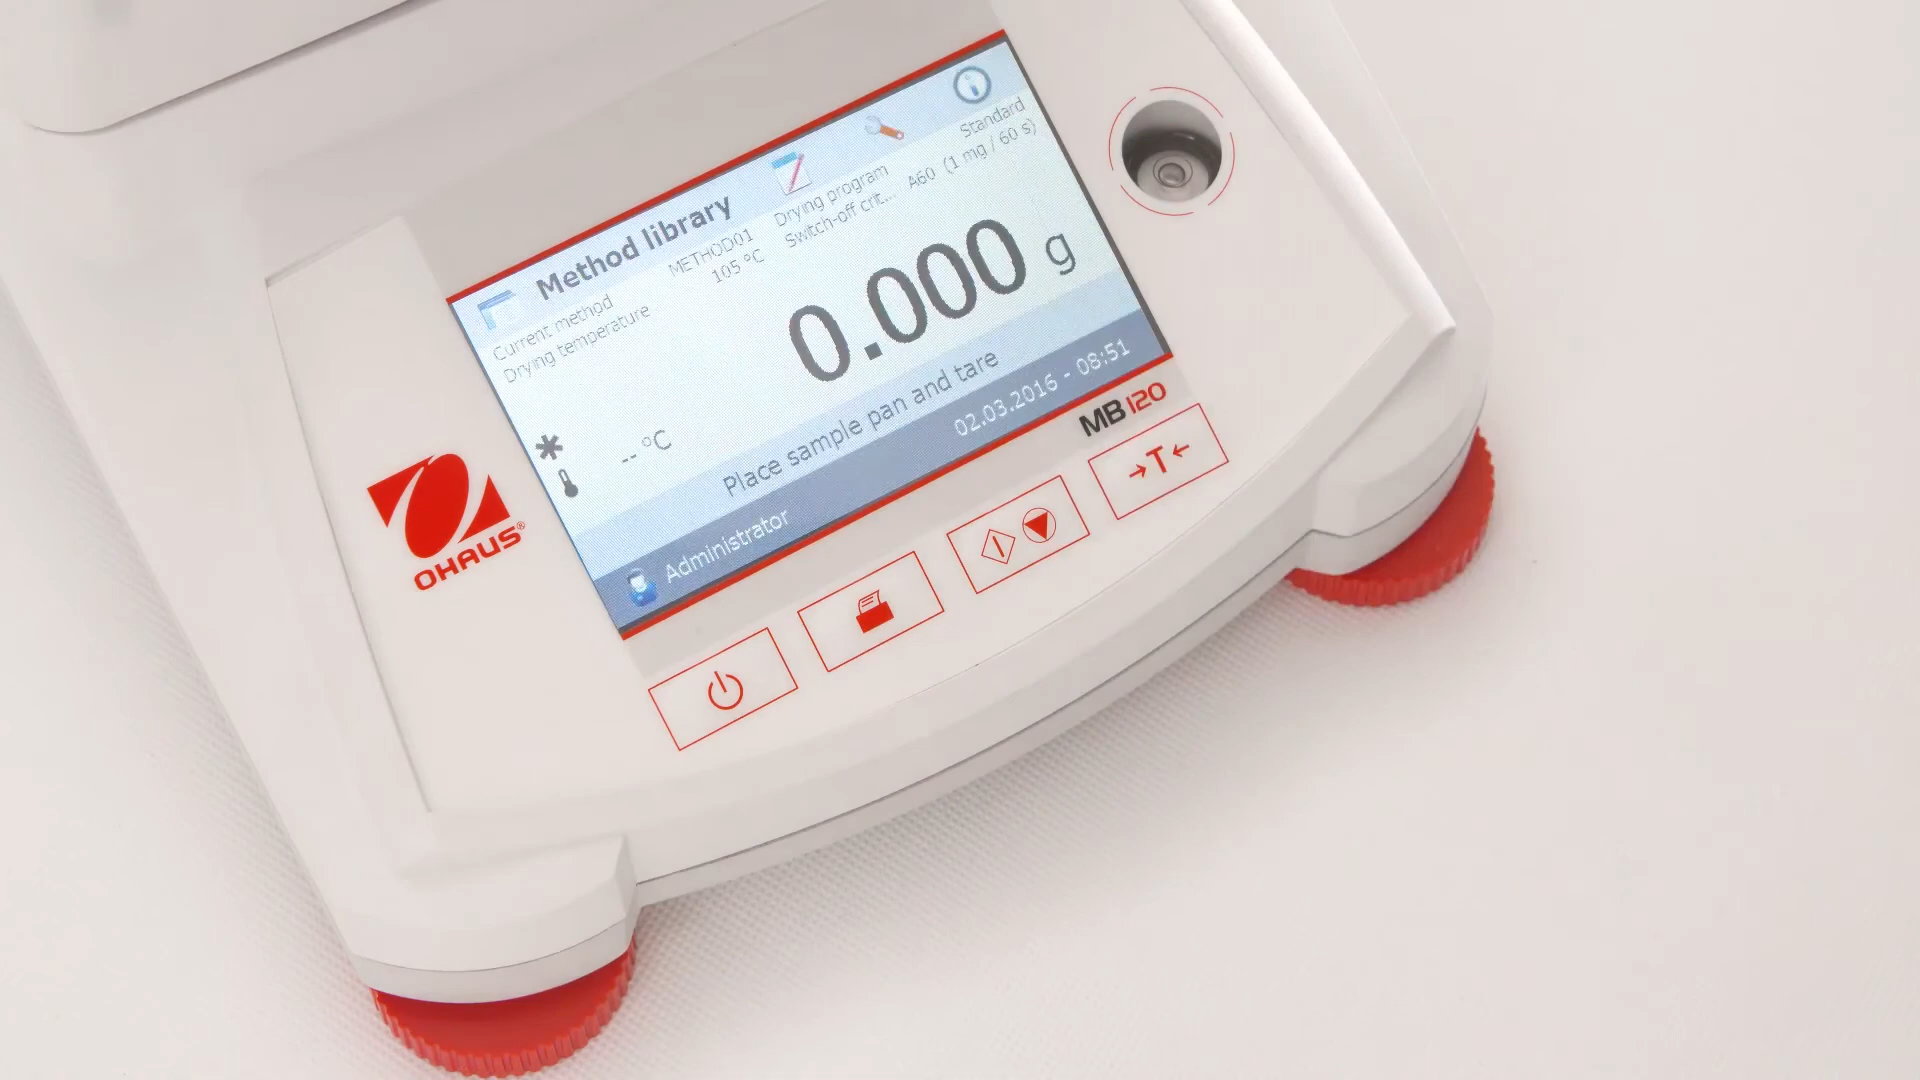 Method library
Current method METHOD01
Drying temperature 105 °C
Drying program Standard
Switch-off crit... A60 (1 mg / 60 s)
0.000 g
-- °C
Place sample pan and tare
Administrator 02.03.2016 - 08:51
MB120
OHAUS®
→T←